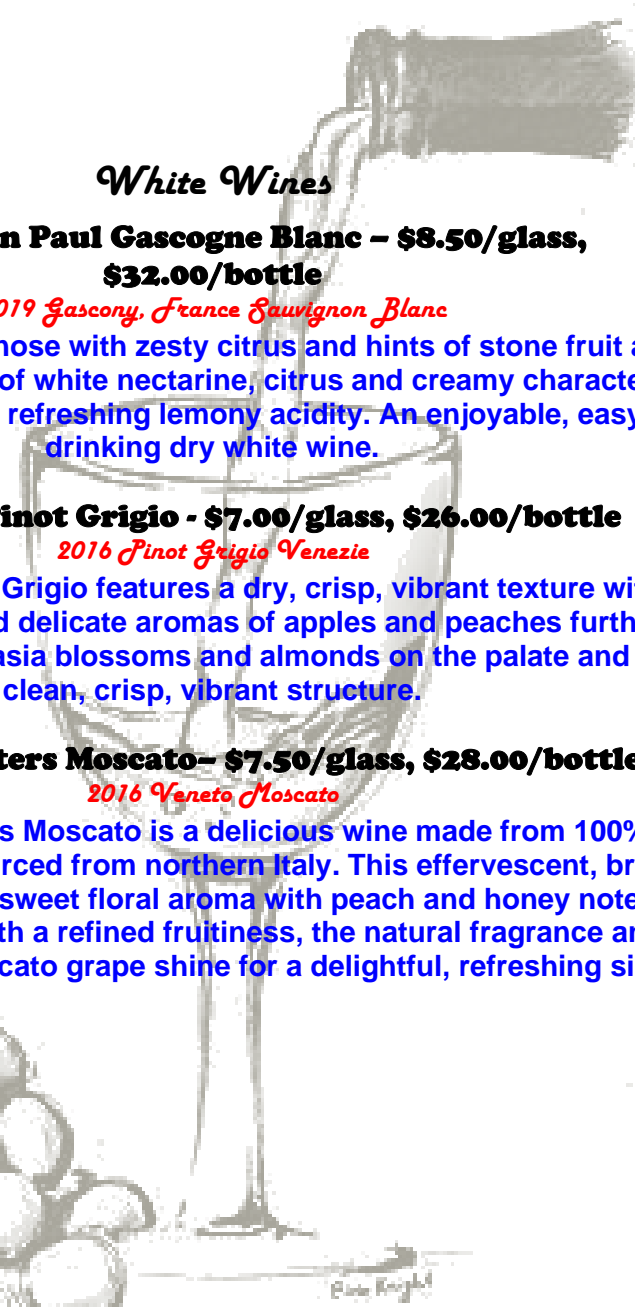 White Wines
n Paul Gascogne Blanc – $8.50/glass,
$32.00/bottle
019 Gascony, France Sauvignon Blanc
nose with zesty citrus and hints of stone fruit a
of white nectarine, citrus and creamy characte
refreshing lemony acidity. An enjoyable, easy
drinking dry white wine.
inot Grigio - $7.00/glass, $26.00/bottle
2016 Pinot Grigio Venezie
Grigio features a dry, crisp, vibrant texture wi
d delicate aromas of apples and peaches furth
asia blossoms and almonds on the palate and
clean, crisp, vibrant structure.
ters Moscato– $7.50/glass, $28.00/bottle
2016 Veneto Moscato
s Moscato is a delicious wine made from 100%
rced from northern Italy. This effervescent, br
sweet floral aroma with peach and honey note
th a refined fruitiness, the natural fragrance an
cato grape shine for a delightful, refreshing si